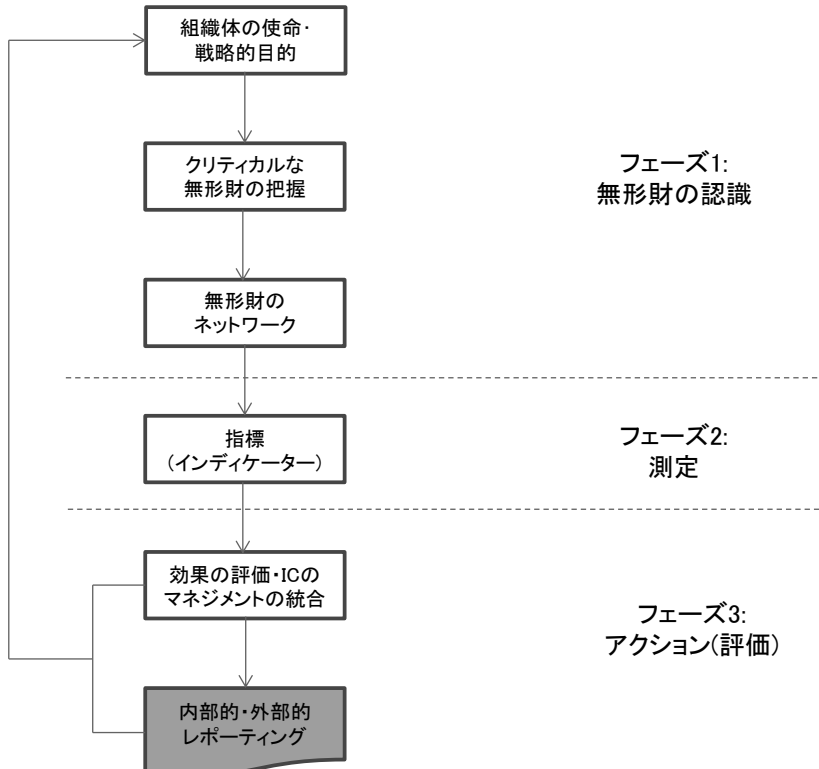 組織体の使命･
戦略的目的
クリティカルな
無形財の把握
フェーズ1:
無形財の認識
無形財の
ネットワーク
指標
(インディケーター)
フェーズ2:
測定
効果の評価･ICの
マネジメントの統合
フェーズ3:
アクション(評価)
内部的･外部的
レポーティング